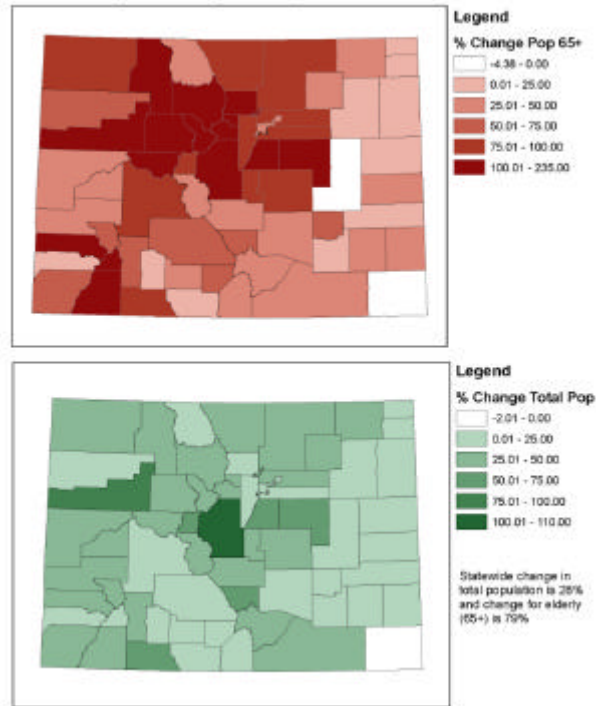 Legend
% Change Pop 65+
-4.38 - 0.00
0.01 - 25.00
25.01 - 50.00
50.01 - 75.00
75.01 - 100.00
100.01 - 235.00
Legend
% Change Total Pop
-2.01 - 0.00
0.01 - 25.00
25.01 - 50.00
50.01 - 75.00
75.01 - 100.00
100.01 - 110.00
Statewide change in
total population is 28%
and change for elderly
(65+) is 79%